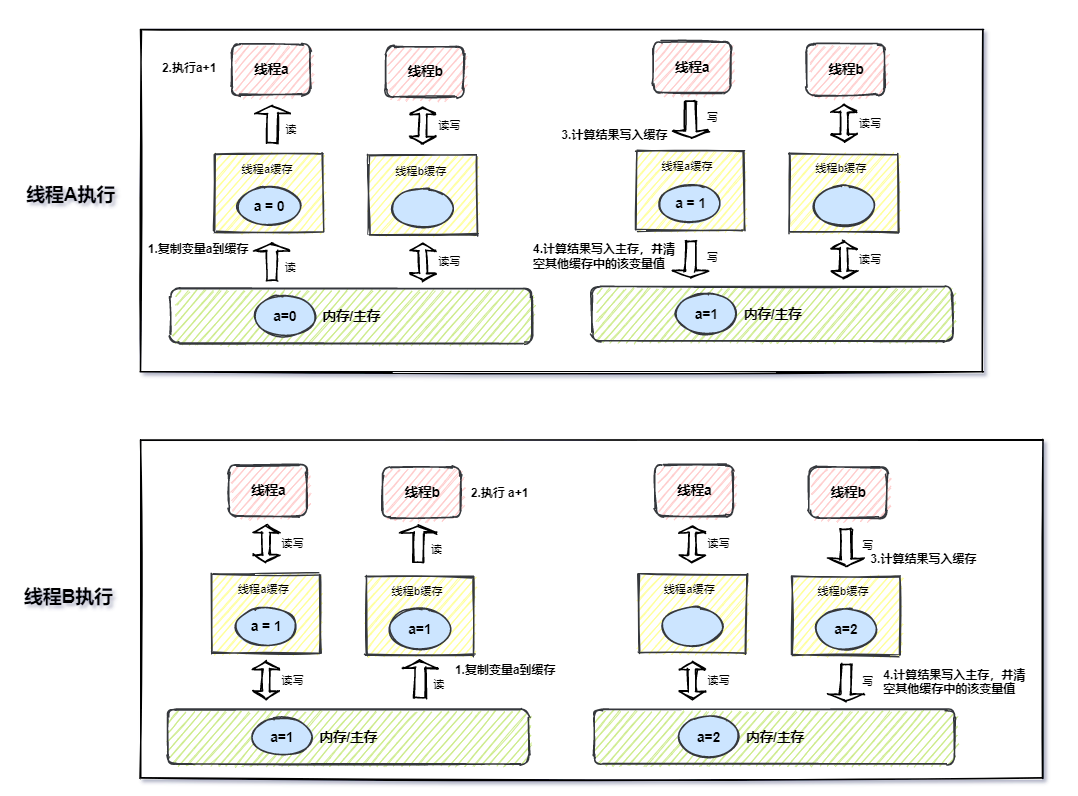 线程A执行
2.执行a+1
线程a
线程b
读
读写
线程a缓存
线程b缓存
a = 0
1.复制变量a到缓存
读
读写
a=0
内存/主存
线程a
线程b
写
读写
3.计算结果写入缓存
线程a缓存
线程b缓存
a = 1
4.计算结果写入主存，并清
空其他缓存中的该变量值
写
读写
a=1
内存/主存
线程B执行
线程a
线程b
2.执行 a+1
读写
读
线程a缓存
线程b缓存
a = 1
a=1
读写
读
1.复制变量a到缓存
a=1
内存/主存
线程a
线程b
读写
写
3.计算结果写入缓存
线程a缓存
线程b缓存
a=2
读写
写
4.计算结果写入主存，并清
空其他缓存中的该变量值
a=2
内存/主存